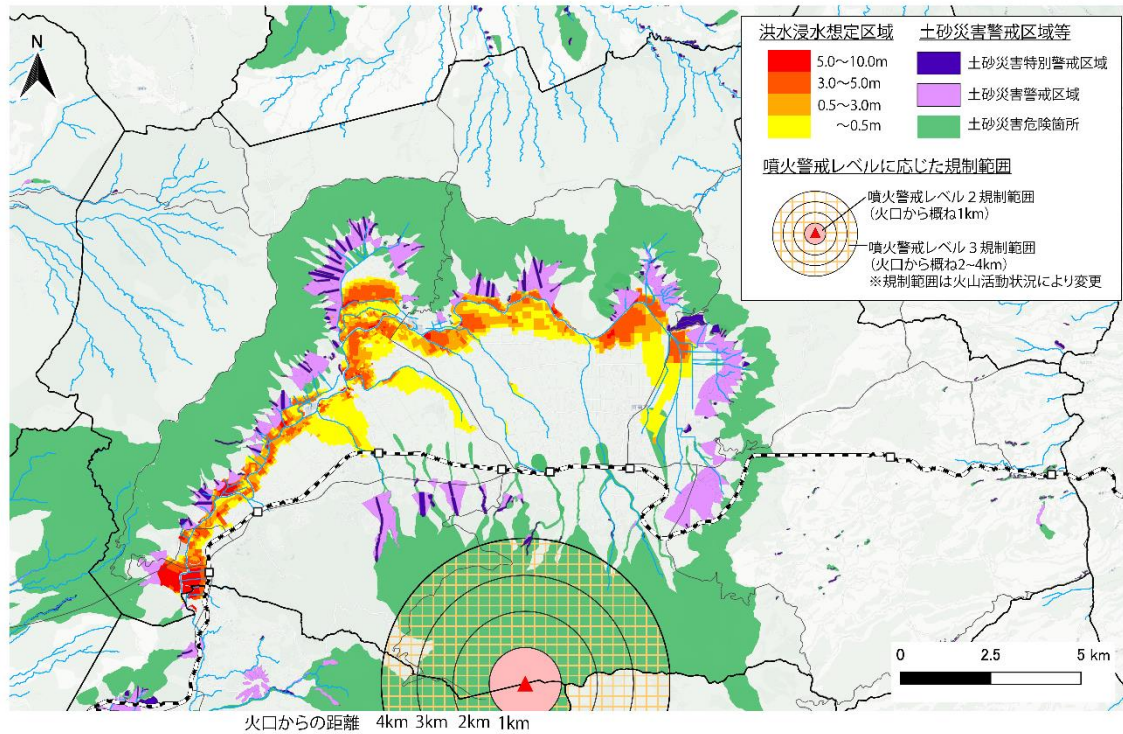 N
洪水浸水想定区域
5.0〜10.0m
3.0〜5.0m
0.5〜3.0m
〜0.5m
土砂災害警戒区域等
土砂災害特別警戒区域
土砂災害警戒区域
土砂災害危険箇所
噴火警戒レベルに応じた規制範囲
噴火警戒レベル2規制範囲
(火口から概ね1km)
噴火警戒レベル3規制範囲
(火口から概ね2~4km)
※規制範囲は火山活動状況により変更
0 2.5 5 km
火口からの距離 4km 3km 2km 1km